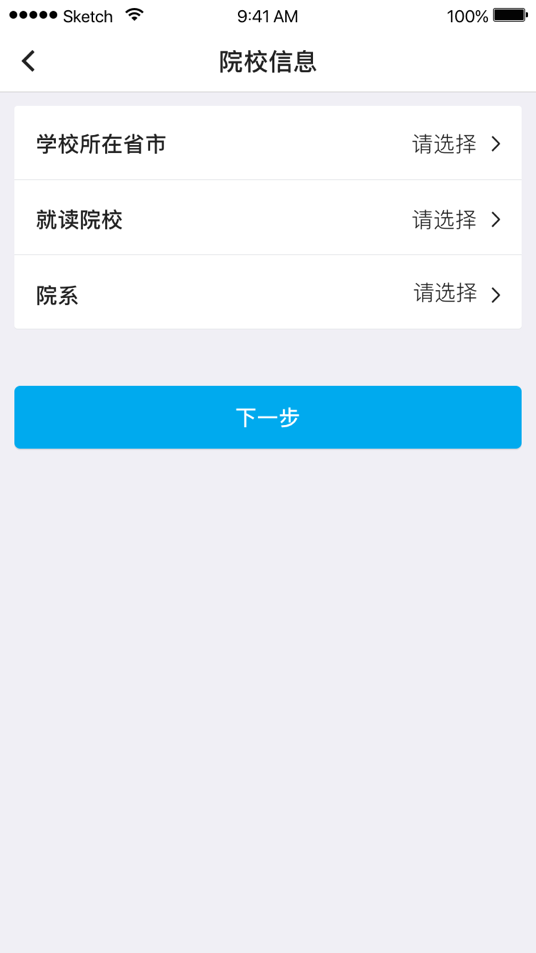 Sketch 9:41 AM 100%
院校信息
学校所在省市 请选择
就读院校 请选择
院系 请选择
下一步